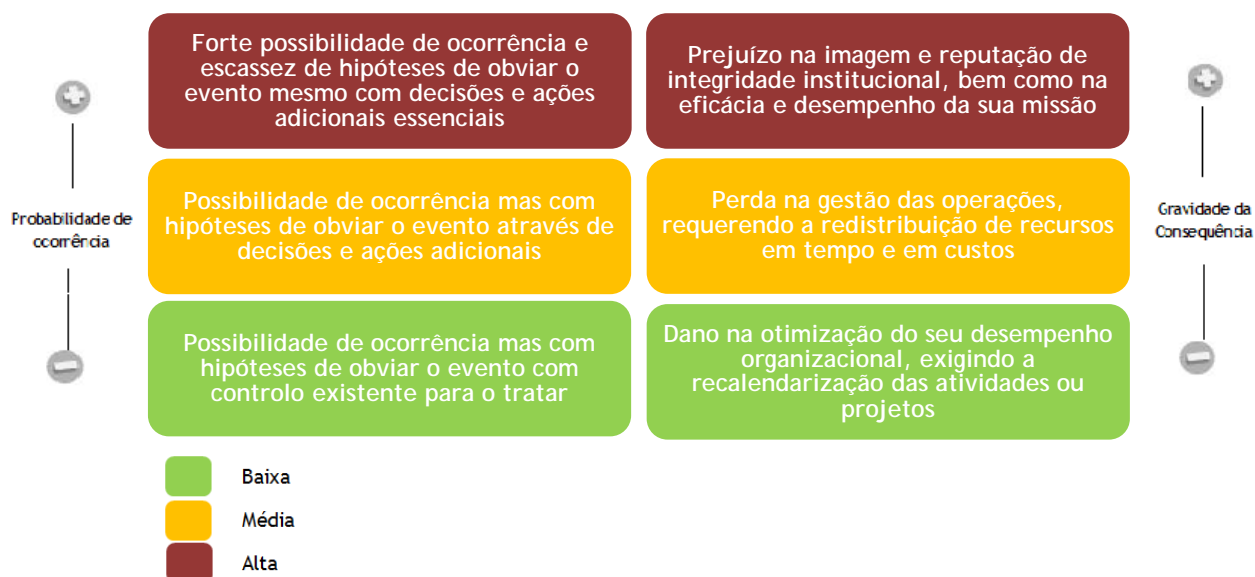 Forte possibilidade de ocorrência e
escassez de hipóteses de obviar o
evento mesmo com decisões e ações
adicionais essenciais
Prejuízo na imagem e reputação de
integridade institucional, bem como na
eficácia e desempenho da sua missão
Probabilidade de
ocorrência
Possibilidade de ocorrência mas com
hipóteses de obviar o evento através de
decisões e ações adicionais
Perda na gestão das operações,
requerendo a redistribuição de recursos
em tempo e em custos
Gravidade da
Consequência
Possibilidade de ocorrência mas com
hipóteses de obviar o evento com
controlo existente para o tratar
Dano na otimização do seu desempenho
organizacional, exigindo a
recalendarização das atividades ou
projetos
Baixa
Média
Alta